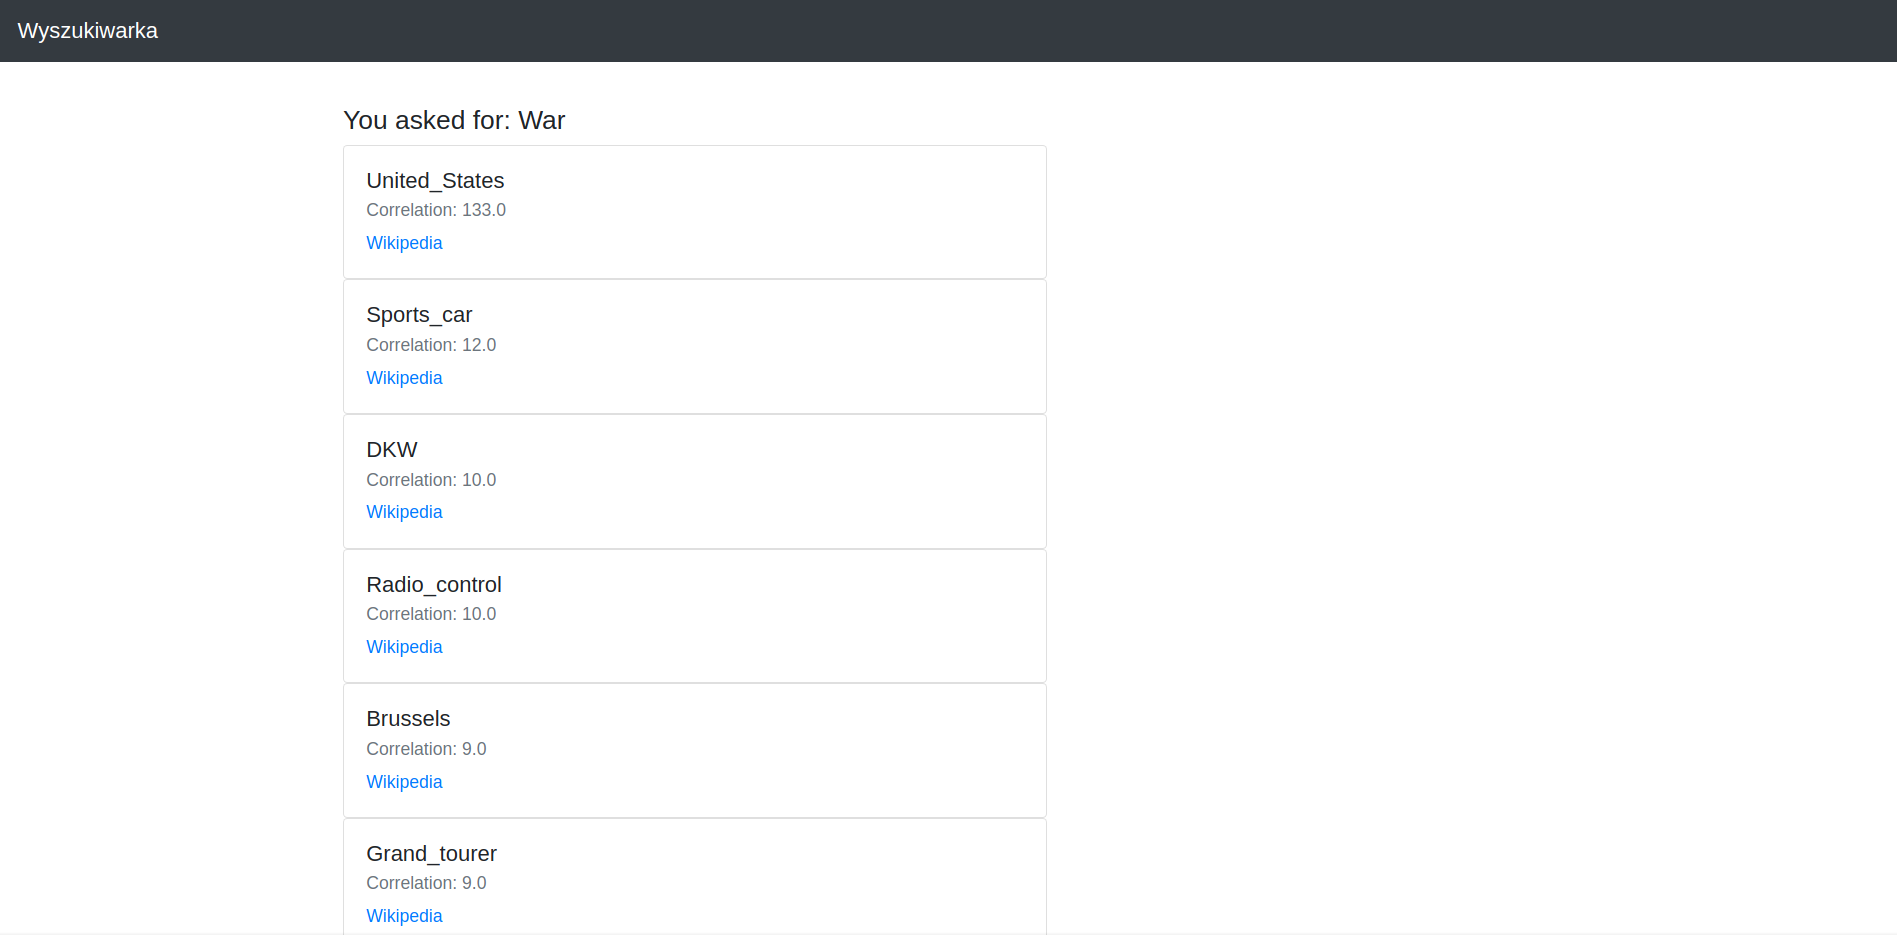 Wyszukiwarka
You asked for: War
United_States
Correlation: 133.0
Wikipedia
Sports_car
Correlation: 12.0
Wikipedia
DKW
Correlation: 10.0
Wikipedia
Radio_control
Correlation: 10.0
Wikipedia
Brussels
Correlation: 9.0
Wikipedia
Grand_tourer
Correlation: 9.0
Wikipedia